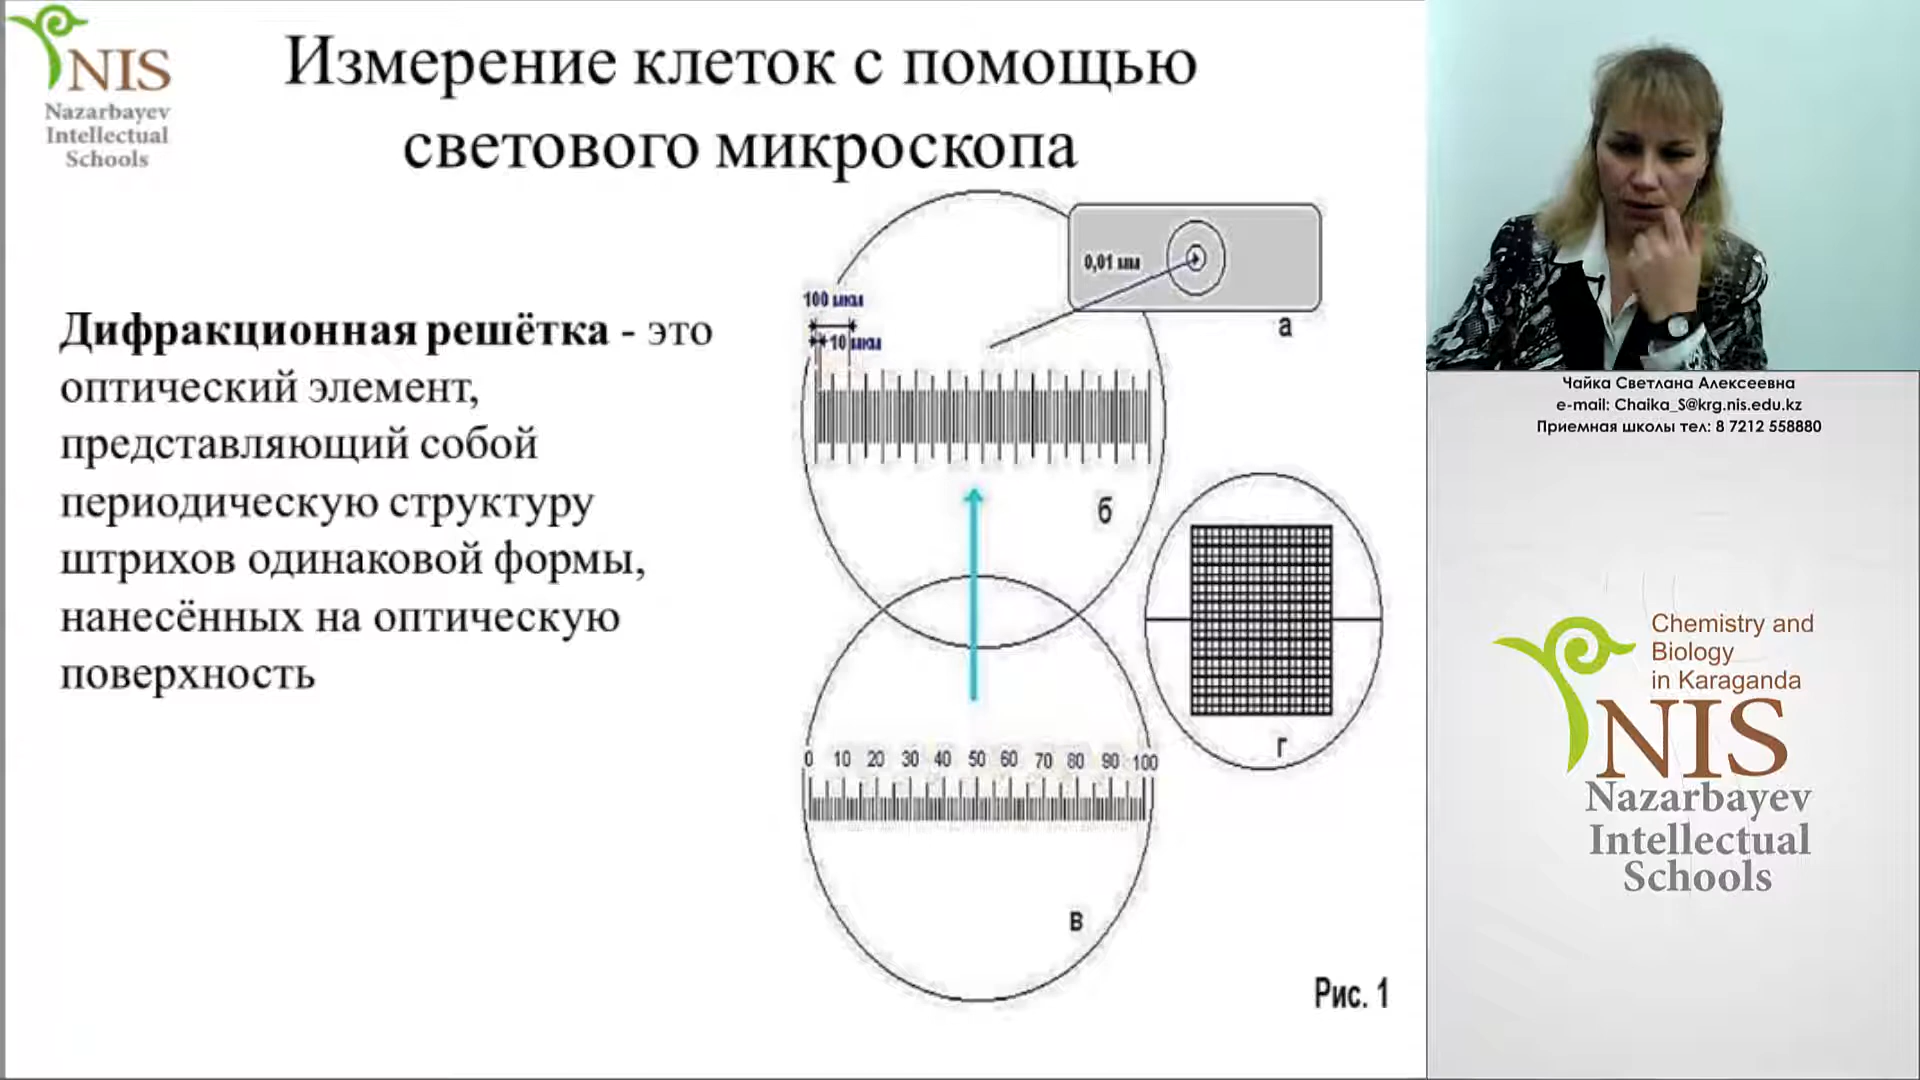 NIS
Nazarbayev
Intellectual
Schools
Измерение клеток с помощью
светового микроскопа
Дифракционная решётка - это
оптический элемент,
представляющий собой
периодическую структуру
штрихов одинаковой формы,
нанесённых на оптическую
поверхность
0,01 мм
а
100 мкм
10 мкм
б
г
0 10 20 30 40 50 60 70 80 90 100
в
Рис. 1
Чайка Светлана Алексеевна
e-mail: Chaika_S@krg.nis.edu.kz
Приемная школы тел: 8 7212 558880
Chemistry and
Biology
in Karaganda
NIS
Nazarbayev
Intellectual
Schools